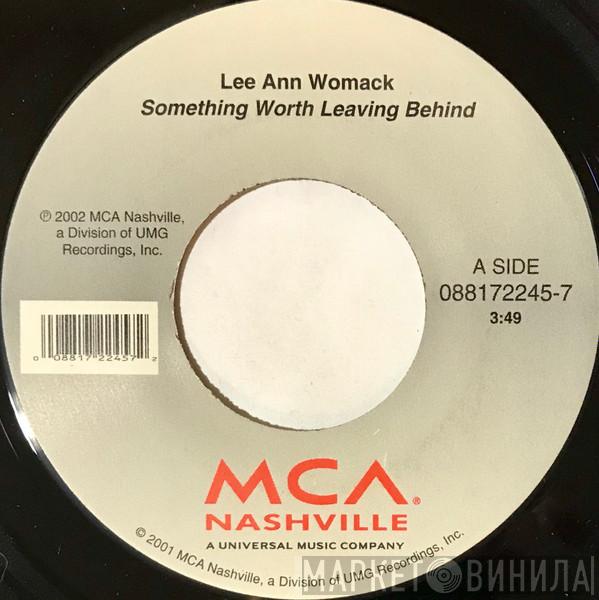 Lee Ann Womack
Something Worth Leaving Behind
℗ 2002 MCA Nashville,
a Division of UMG
Recordings, Inc.
A SIDE
088172245-7
3:49
0 08817 22457 2
MCA®
NASHVILLE
A UNIVERSAL MUSIC COMPANY
© 2001 MCA Nashville, a Division of UMG Recordings, Inc.
МАРКЕТ ВИНИЛА